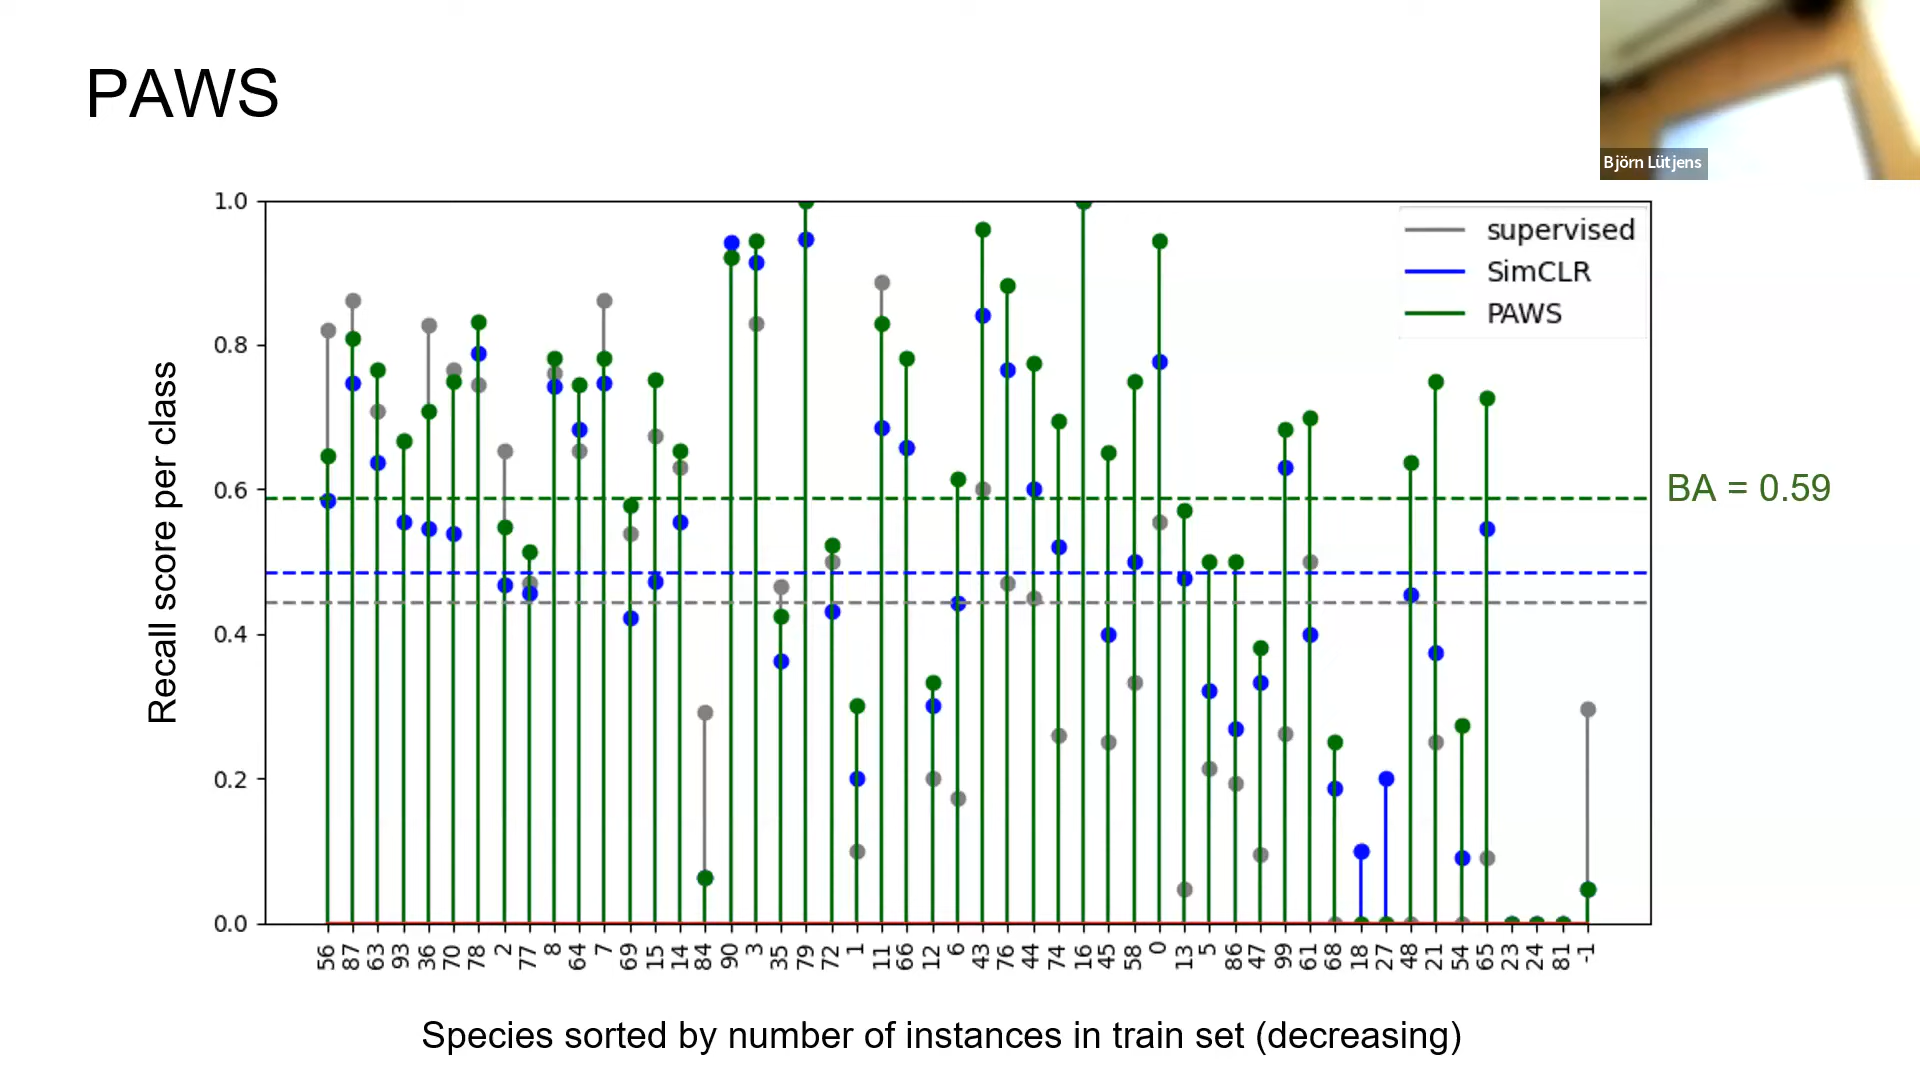 PAWS
Björn Lütjens
1.0
0.8
0.6
0.4
0.2
0.0
Recall score per class
supervised
SimCLR
PAWS
BA = 0.59
56 87 63 93 36 70 78 2 77 8 64 7 69 15 14 84 90 3 35 79 72 1 11 66 12 6 43 76 44 74 16 45 58 0 13 5 86 47 99 61 68 18 27 48 21 54 65 23 24 81 -1
Species sorted by number of instances in train set (decreasing)